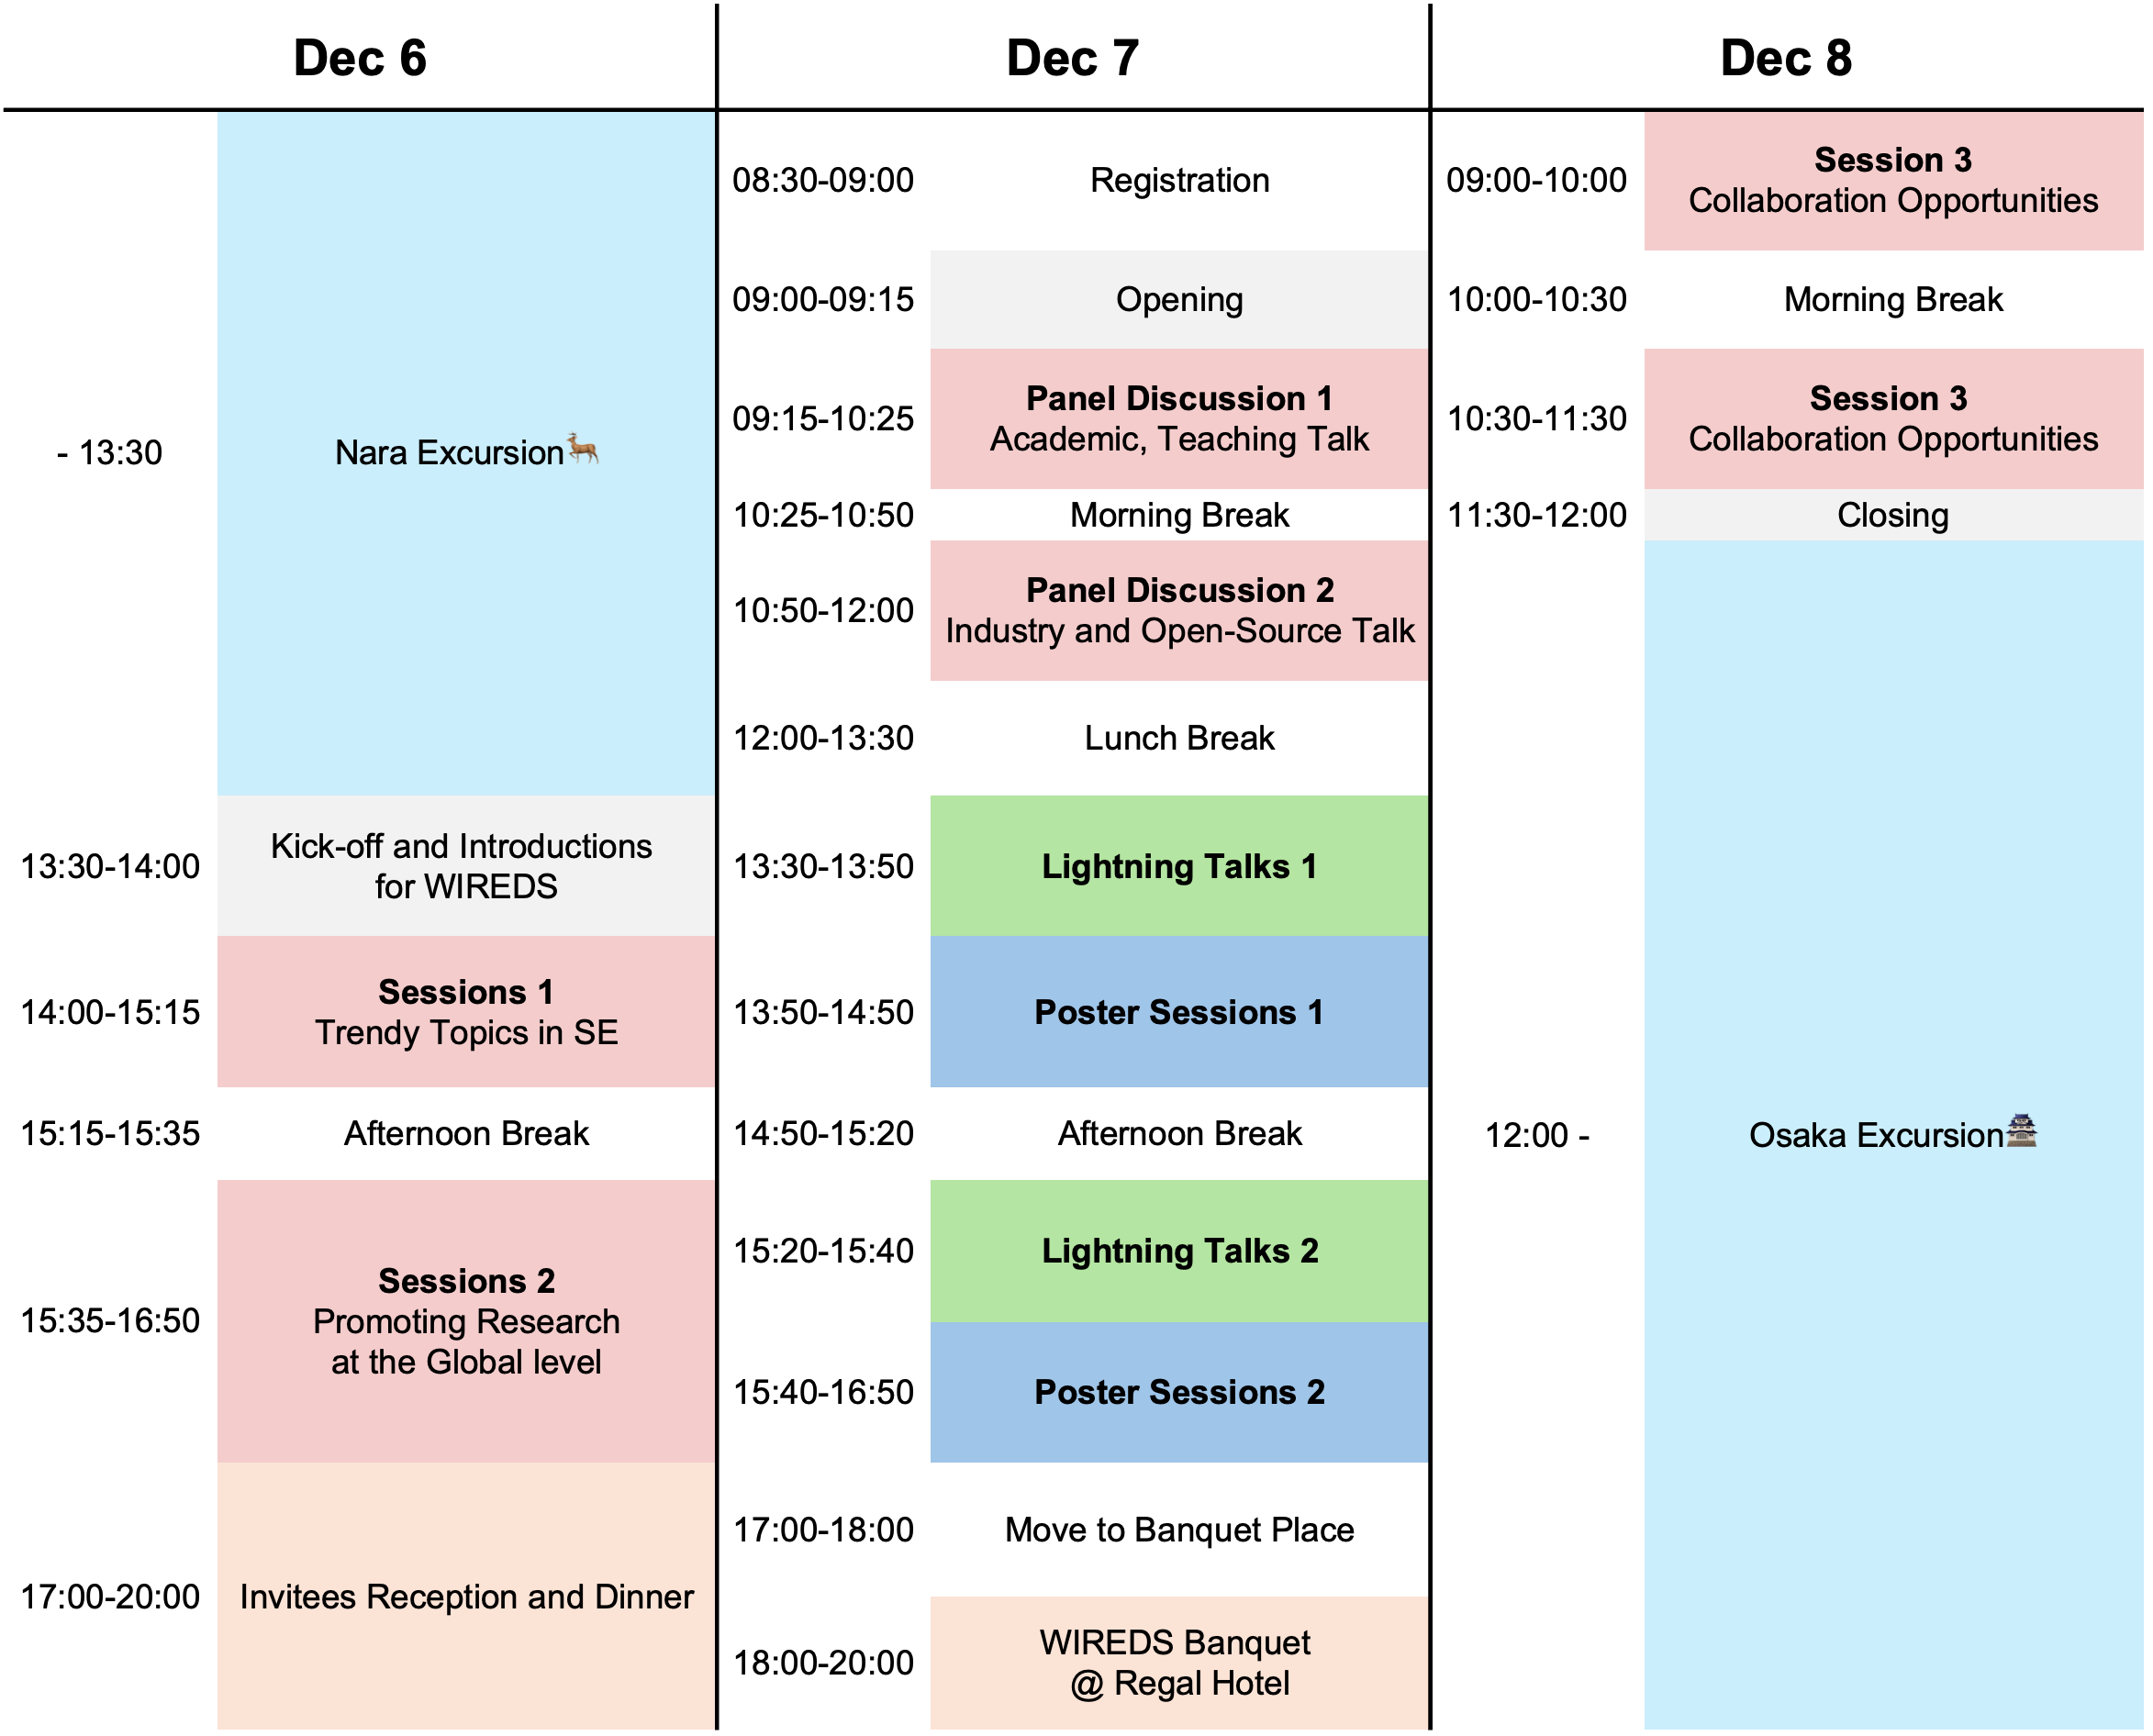 Dec 6
- 13:30
Nara Excursion🦌
13:30-14:00
Kick-off and Introductions
for WIREDS
14:00-15:15
Sessions 1
Trendy Topics in SE
15:15-15:35
Afternoon Break
15:35-16:50
Sessions 2
Promoting Research
at the Global level
17:00-20:00
Invitees Reception and Dinner
Dec 7
08:30-09:00
Registration
09:00-09:15
Opening
09:15-10:25
Panel Discussion 1
Academic, Teaching Talk
10:25-10:50
Morning Break
10:50-12:00
Panel Discussion 2
Industry and Open-Source Talk
12:00-13:30
Lunch Break
13:30-13:50
Lightning Talks 1
13:50-14:50
Poster Sessions 1
14:50-15:20
Afternoon Break
15:20-15:40
Lightning Talks 2
15:40-16:50
Poster Sessions 2
17:00-18:00
Move to Banquet Place
18:00-20:00
WIREDS Banquet
@ Regal Hotel
Dec 8
09:00-10:00
Session 3
Collaboration Opportunities
10:00-10:30
Morning Break
10:30-11:30
Session 3
Collaboration Opportunities
11:30-12:00
Closing
12:00 -
Osaka Excursion🏯